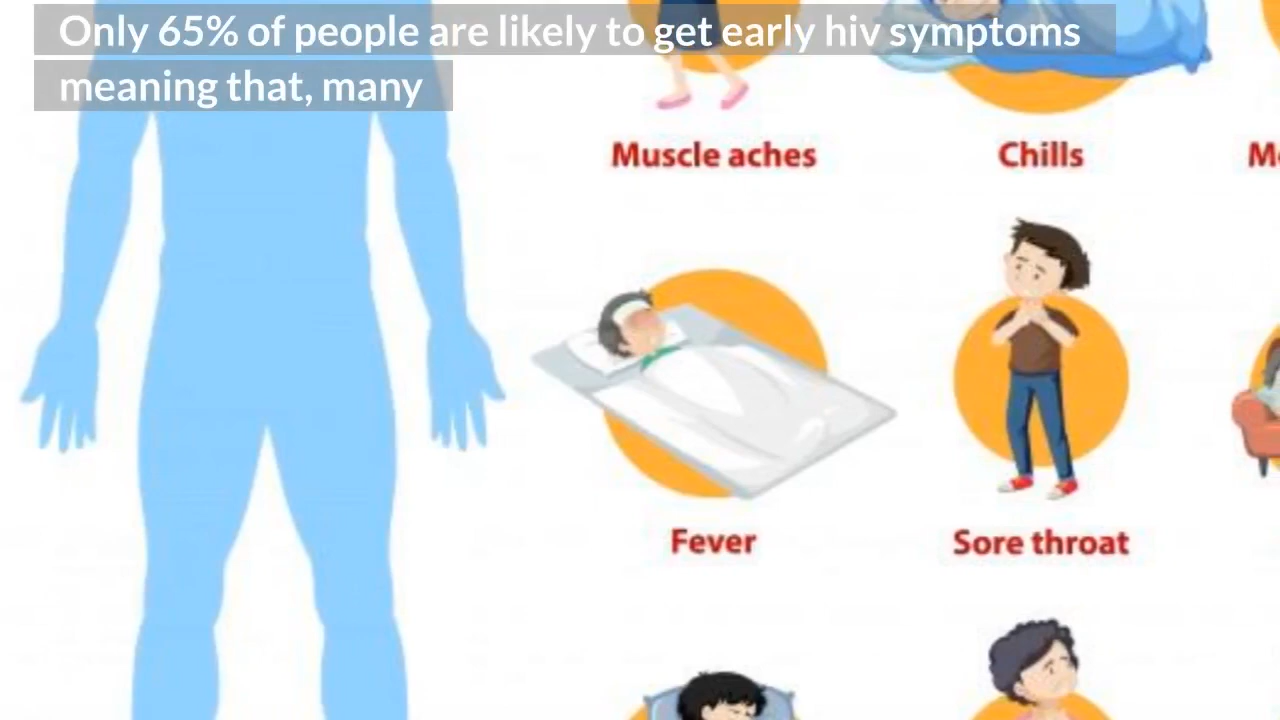 Only 65% of people are likely to get early hiv symptoms
meaning that, many
Muscle aches
Chills
Fever
Sore throat